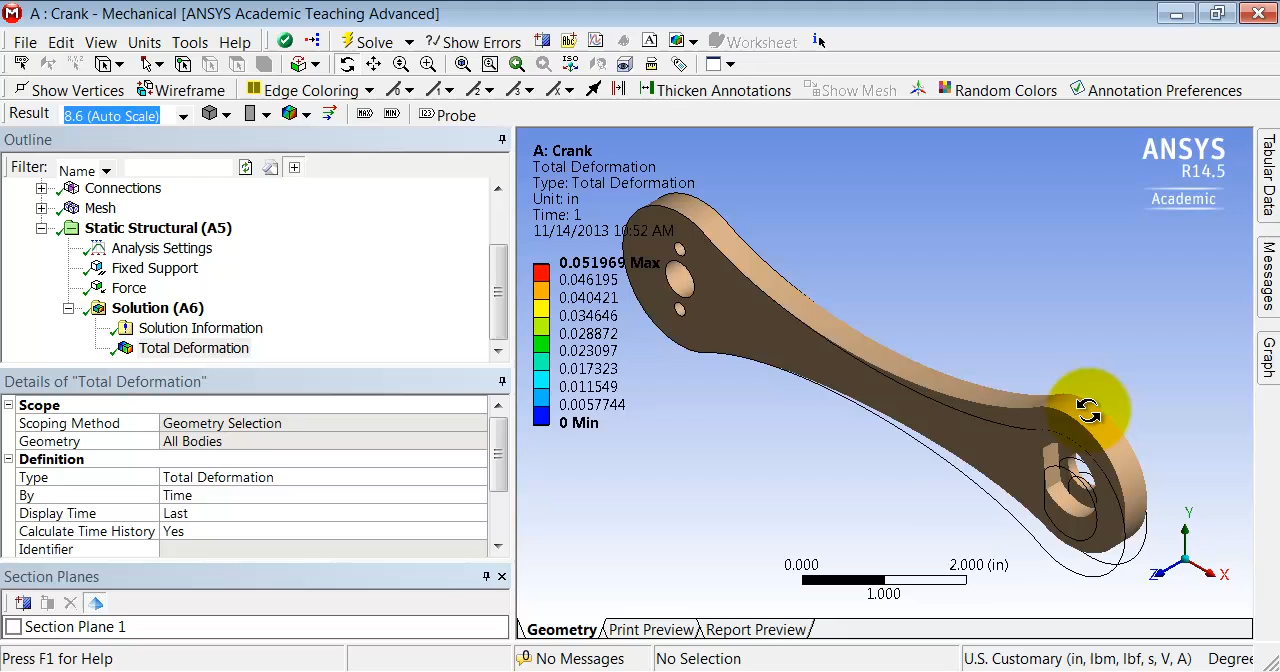 A : Crank - Mechanical [ANSYS Academic Teaching Advanced]
File Edit View Units Tools Help Solve Show Errors Worksheet
Show Vertices Wireframe Edge Coloring Thicken Annotations Show Mesh Random Colors Annotation Preferences
Result 8.6 (Auto Scale) MAX MIN Probe
Outline
Filter: Name
Connections
Mesh
Static Structural (A5)
Analysis Settings
Fixed Support
Force
Solution (A6)
Solution Information
Total Deformation
Details of "Total Deformation"
Scope
Scoping Method Geometry Selection
Geometry All Bodies
Definition
Type Total Deformation
By Time
Display Time Last
Calculate Time History Yes
Identifier
Section Planes
Section Plane 1
A: Crank
Total Deformation
Type: Total Deformation
Unit: in
Time: 1
11/14/2013 10:52 AM
0.051969 Max
0.046195
0.040421
0.034646
0.028872
0.023097
0.017323
0.011549
0.0057744
0 Min
ANSYS
R14.5
Academic
0.000 2.000 (in)
1.000
Y
Z X
Geometry Print Preview Report Preview
Tabular Data
Messages
Graph
Press F1 for Help 0 No Messages No Selection U.S. Customary (in, lbm, lbf, s, V, A) Degree